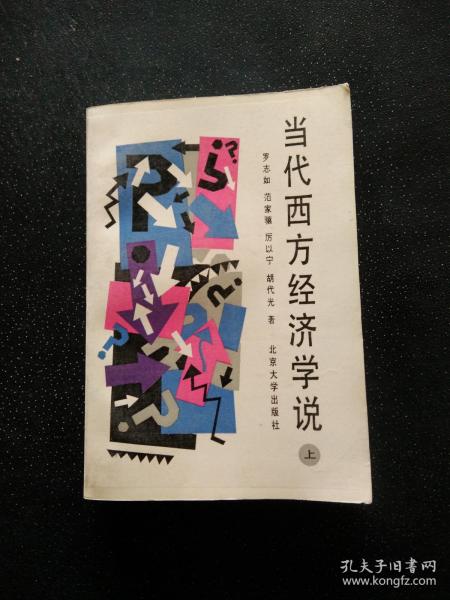 当代西方经济学说
上
罗志如 范家骧 厉以宁 胡代光 著
北京大学出版社
孔夫子旧书网
www.kongfz.com